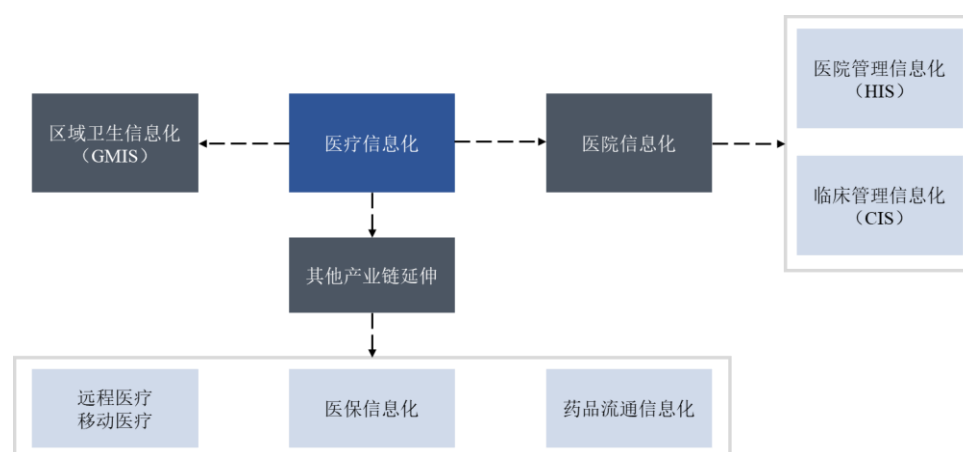 医院管理信息化
（HIS）
区域卫生信息化
（GMIS）
医疗信息化
医院信息化
临床管理信息化
（CIS）
其他产业链延伸
远程医疗
移动医疗
医保信息化
药品流通信息化